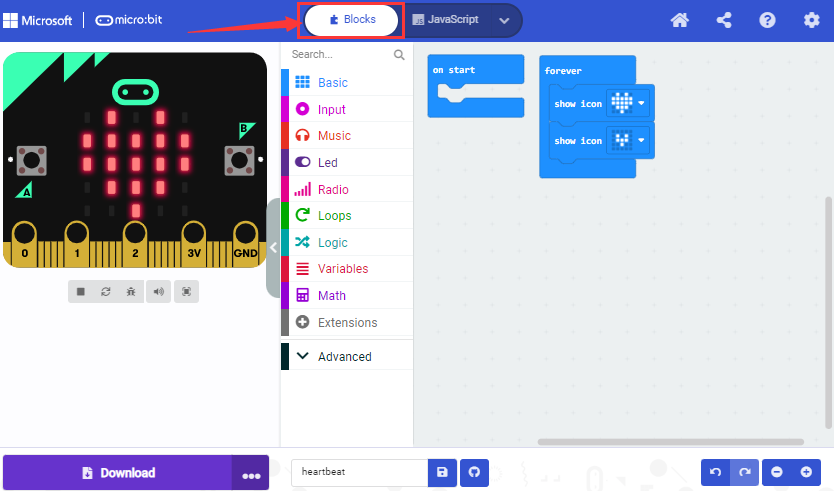 Microsoft micro:bit Blocks JavaScript
Search...
Basic
Input
Music
Led
Radio
Loops
Logic
Variables
Math
Extensions
Advanced
on start
forever
show icon
show icon
A
B
0 1 2 3V GND
Download
heartbeat